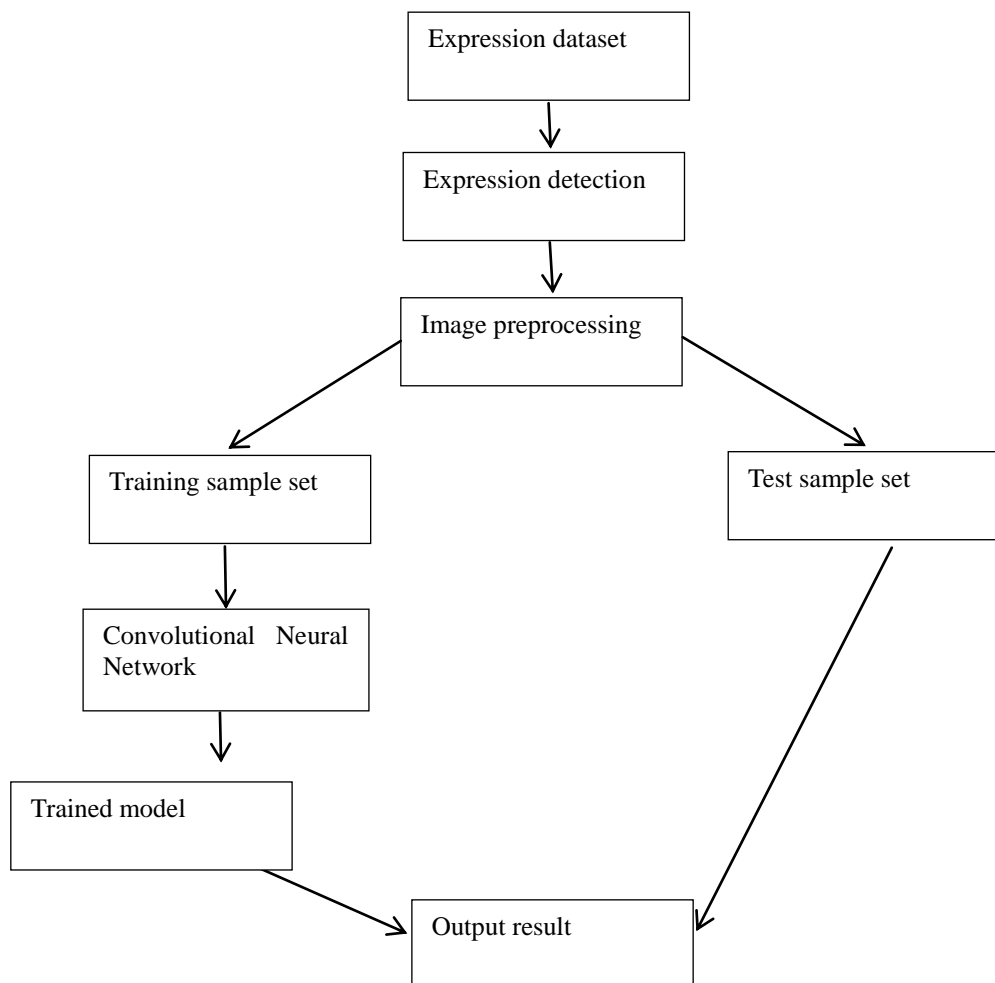 Expression dataset
Expression detection
Image preprocessing
Training sample set
Test sample set
Convolutional Neural
Network
Trained model
Output result